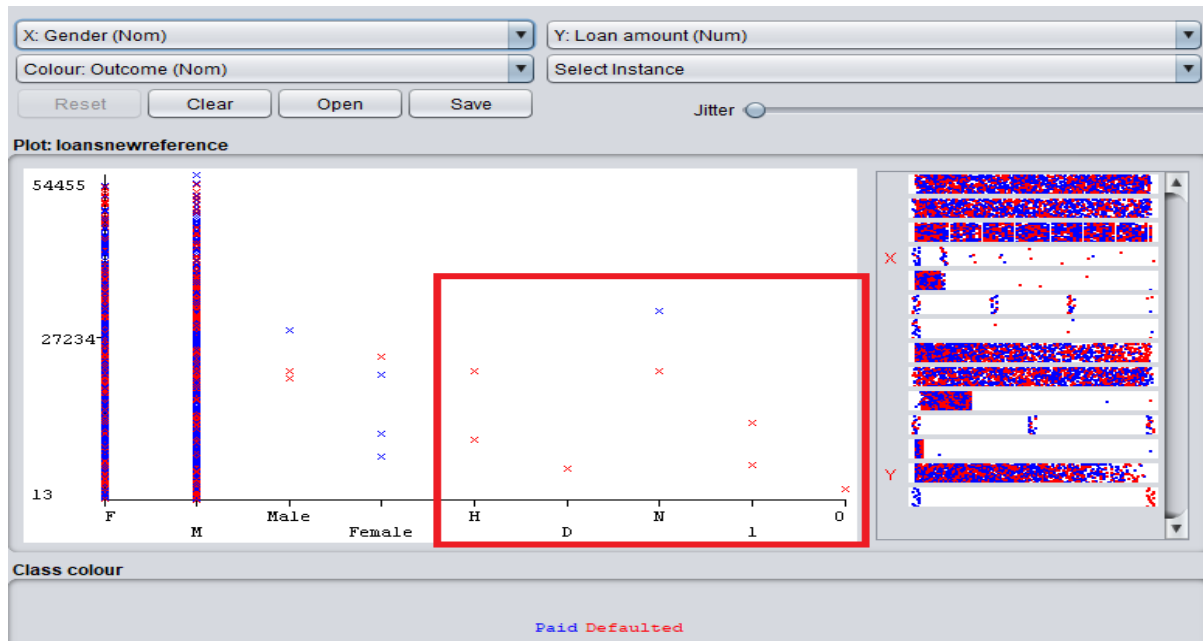 X: Gender (Nom) Y: Loan amount (Num)
Colour: Outcome (Nom) Select Instance
Reset Clear Open Save Jitter
Plot: loansnewreference
54455
27234
13
F Male H N 0
M Female D 1
X
Y
Class colour
Paid Defaulted